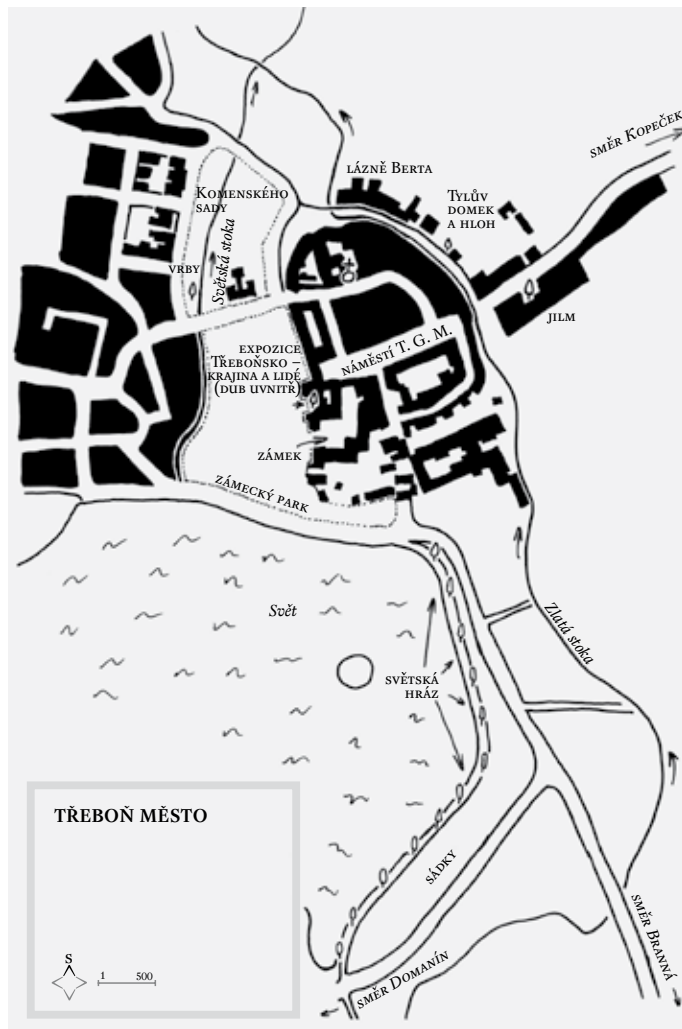 směr Kopeček
lázně Berta
Tylův
domek
a hloh
Komenského
sady
Světská stoka
vrby
jilm
náměstí T. G. M.
expozice
Třeboňsko –
krajina a lidé
(dub uvnitř)
zámek
zámecký park
Svět
Zlatá stoka
světská
hráz
TŘEBOŇ MĚSTO
sádky
směr Branná
směr Domanín
S
1 500